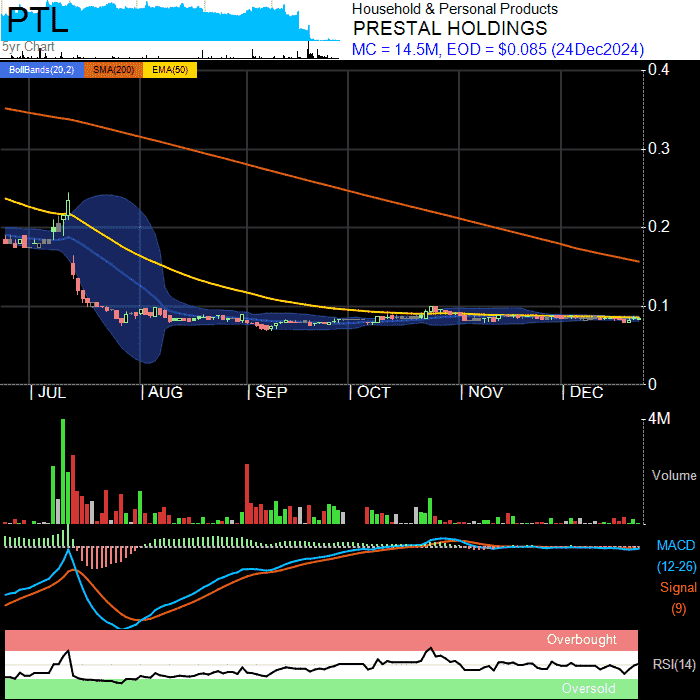 PTL
5yr Chart
Household & Personal Products
PRESTAL HOLDINGS
MC = 14.5M, EOD = $0.085 (24Dec2024)
BollBands(20,2) SMA(200) EMA(50)
0.4
0.3
0.2
0.1
0
JUL AUG SEP OCT NOV DEC
4M
Volume
MACD
(12-26)
Signal
(9)
Overbought
RSI(14)
Oversold